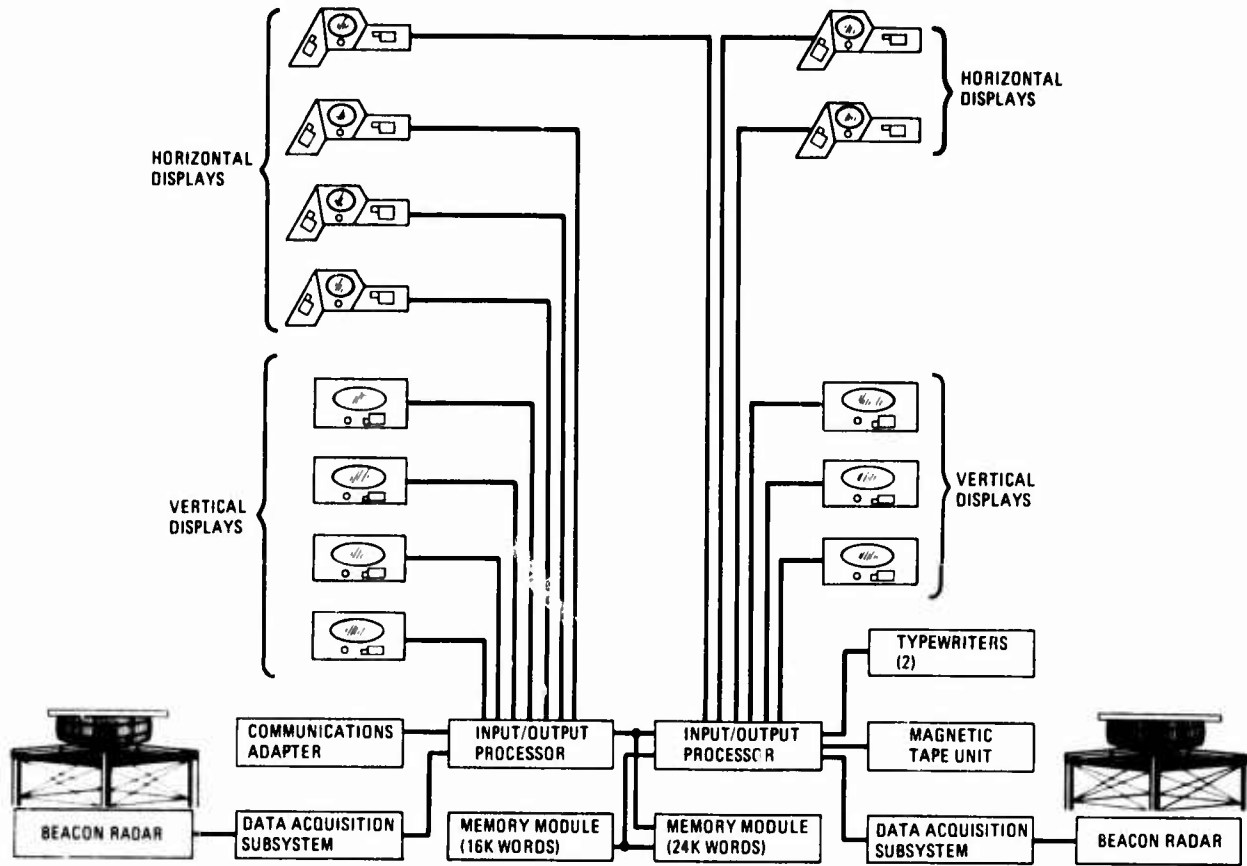 HORIZONTAL
DISPLAYS
HORIZONTAL
DISPLAYS
VERTICAL
DISPLAYS
VERTICAL
DISPLAYS
TYPEWRITERS
(2)
COMMUNICATIONS
ADAPTER
INPUT/OUTPUT
PROCESSOR
INPUT/OUTPUT
PROCESSOR
MAGNETIC
TAPE UNIT
BEACON RADAR
DATA ACQUISITION
SUBSYSTEM
MEMORY MODULE
(16K WORDS)
MEMORY MODULE
(24K WORDS)
DATA ACQUISITION
SUBSYSTEM
BEACON RADAR